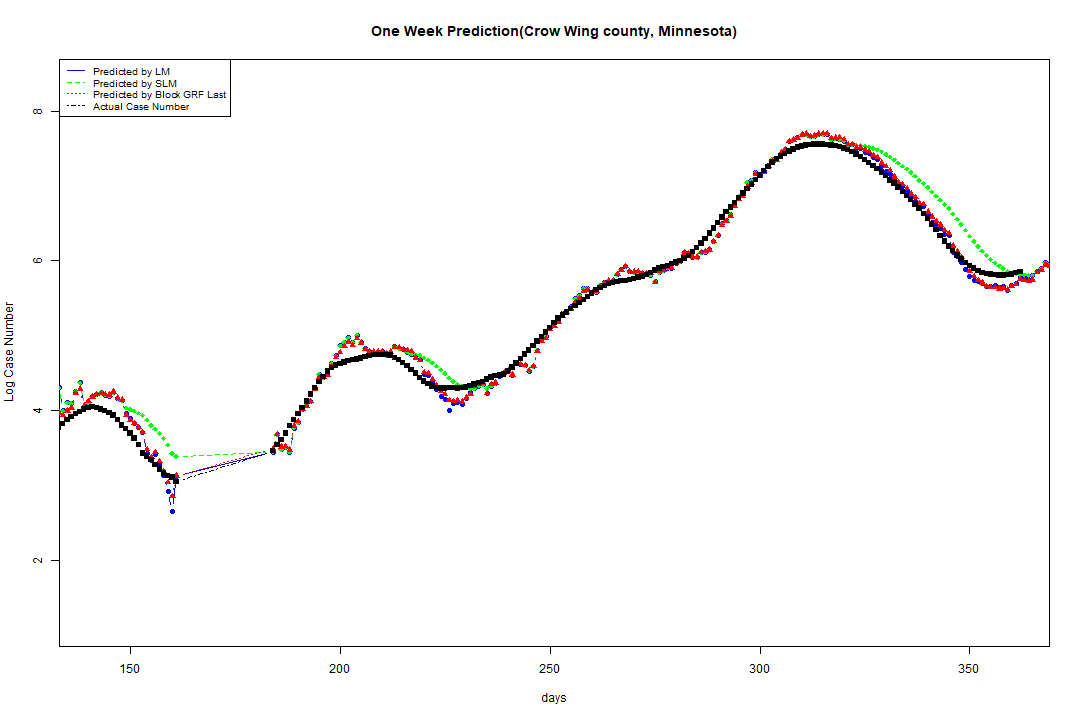 One Week Prediction(Crow Wing county, Minnesota)
Predicted by LM
Predicted by SLM
Predicted by Block GRF Last
Actual Case Number
8
6
4
2
Log Case Number
150 200 250 300 350
days